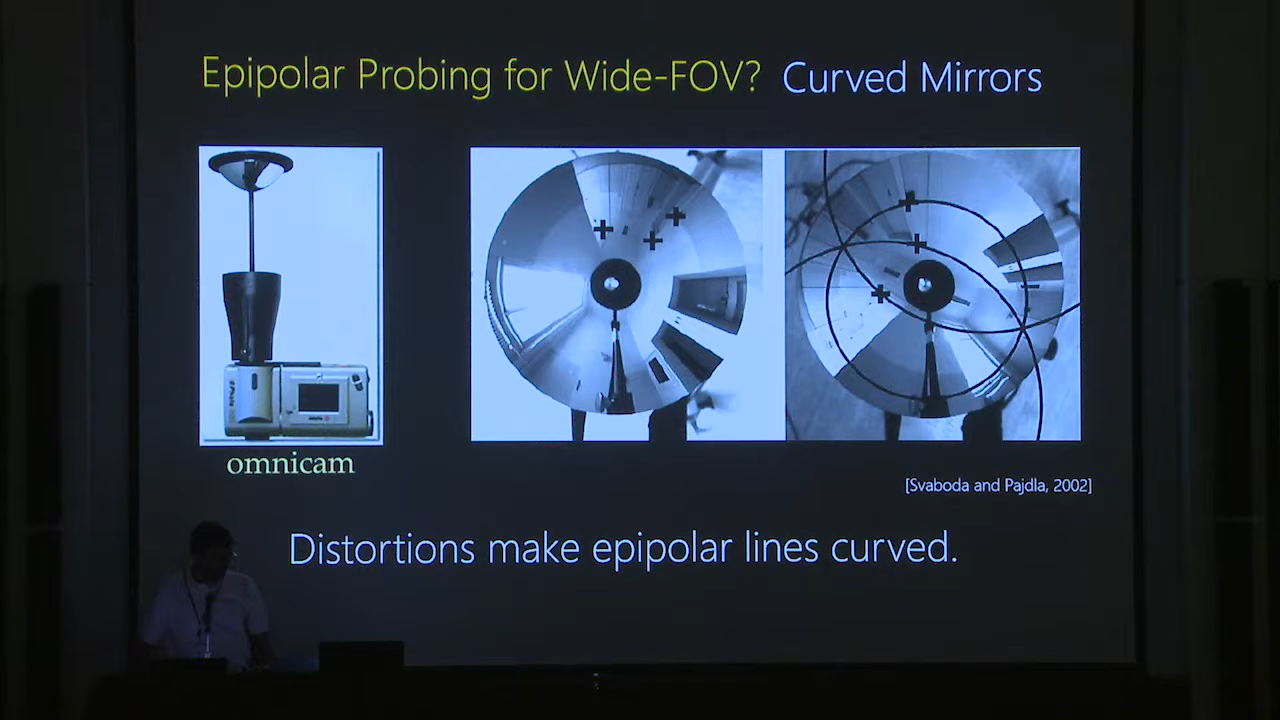 Epipolar Probing for Wide-FOV? Curved Mirrors
omnicam
[Svaboda and Pajdla, 2002]
Distortions make epipolar lines curved.